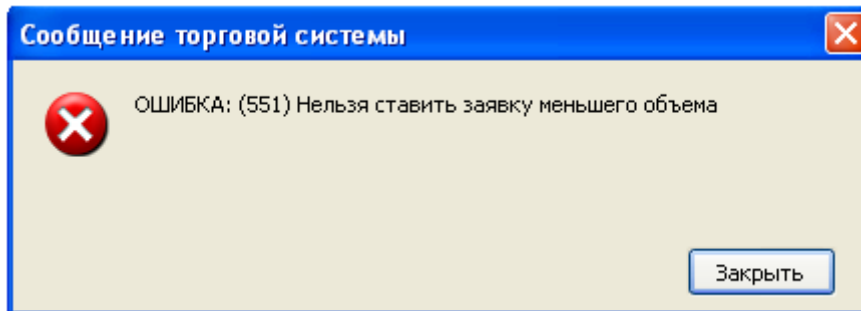 Сообщение торговой системы
ОШИБКА: (551) Нельзя ставить заявку меньшего объема
Закрыть